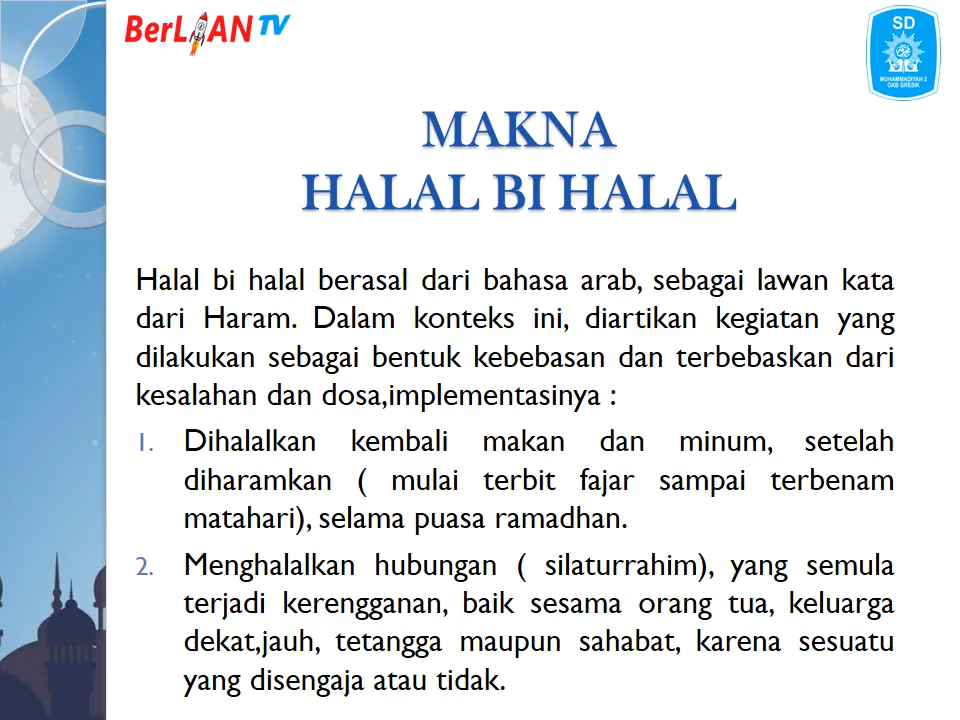 BerLIAN TV
SD
MUHAMMADIYAH 2
GKB GRESIK
MAKNA
HALAL BI HALAL
Halal bi halal berasal dari bahasa arab, sebagai lawan kata
dari Haram. Dalam konteks ini, diartikan kegiatan yang
dilakukan sebagai bentuk kebebasan dan terbebaskan dari
kesalahan dan dosa,implementasinya :
1. Dihalalkan kembali makan dan minum, setelah
diharamkan ( mulai terbit fajar sampai terbenam
matahari), selama puasa ramadhan.
2. Menghalalkan hubungan ( silaturrahim), yang semula
terjadi kerengganan, baik sesama orang tua, keluarga
dekat,jauh, tetangga maupun sahabat, karena sesuatu
yang disengaja atau tidak.